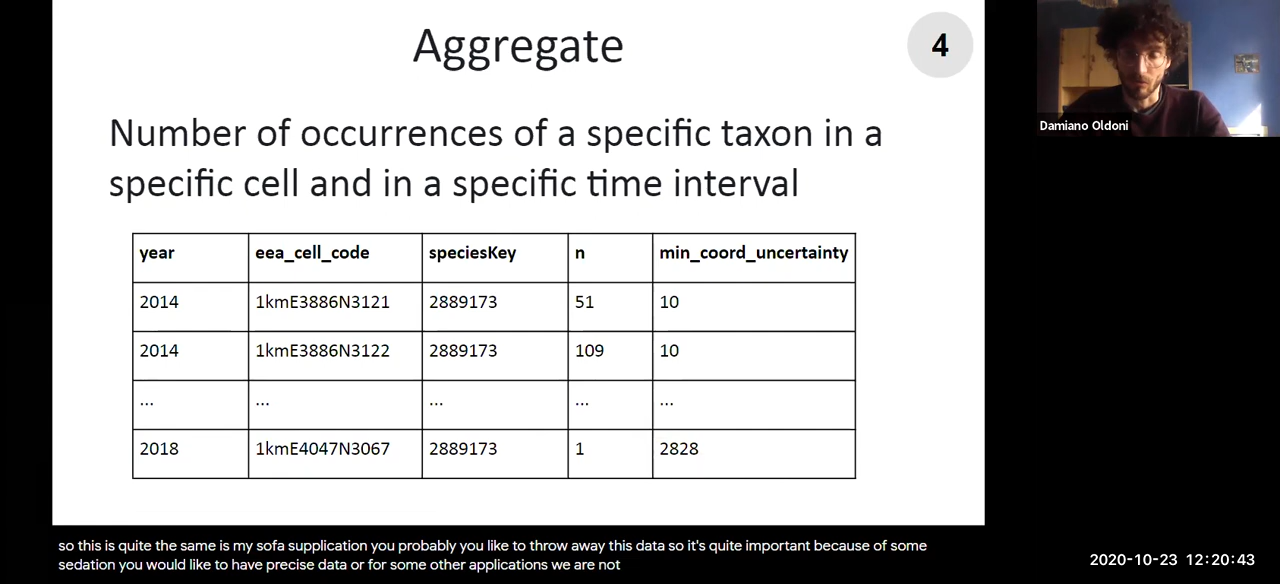 Aggregate
4
Number of occurrences of a specific taxon in a
specific cell and in a specific time interval
year eea_cell_code speciesKey n min_coord_uncertainty
2014 1kmE3886N3121 2889173 51 10
2014 1kmE3886N3122 2889173 109 10
... ... ... ... ...
2018 1kmE4047N3067 2889173 1 2828
Damiano Oldoni
so this is quite the same is my sofa supplication you probably you like to throw away this data so it's quite important because of some
sedation you would like to have precise data or for some other applications we are not
2020-10-23 12:20:43